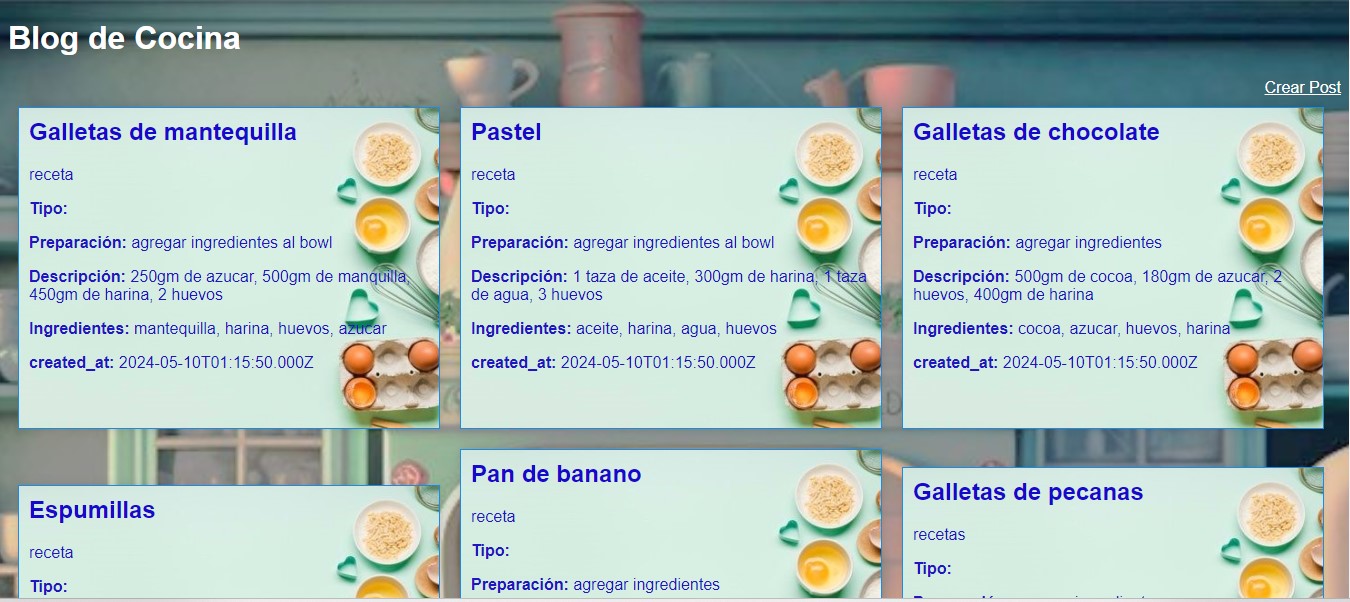 Blog de Cocina
Crear Post
Galletas de mantequilla
receta
Tipo:
Preparación: agregar ingredientes al bowl
Descripción: 250gm de azucar, 500gm de manquilla,
450gm de harina, 2 huevos
Ingredientes: mantequilla, harina, huevos, azucar
created_at: 2024-05-10T01:15:50.000Z
Pastel
receta
Tipo:
Preparación: agregar ingredientes al bowl
Descripción: 1 taza de aceite, 300gm de harina, 1 taza
de agua, 3 huevos
Ingredientes: aceite, harina, agua, huevos
created_at: 2024-05-10T01:15:50.000Z
Galletas de chocolate
receta
Tipo:
Preparación: agregar ingredientes
Descripción: 500gm de cocoa, 180gm de azucar, 2
huevos, 400gm de harina
Ingredientes: cocoa, azucar, huevos, harina
created_at: 2024-05-10T01:15:50.000Z
Espumillas
receta
Tipo:
Pan de banano
receta
Tipo:
Preparación: agregar ingredientes
Galletas de pecanas
recetas
Tipo: